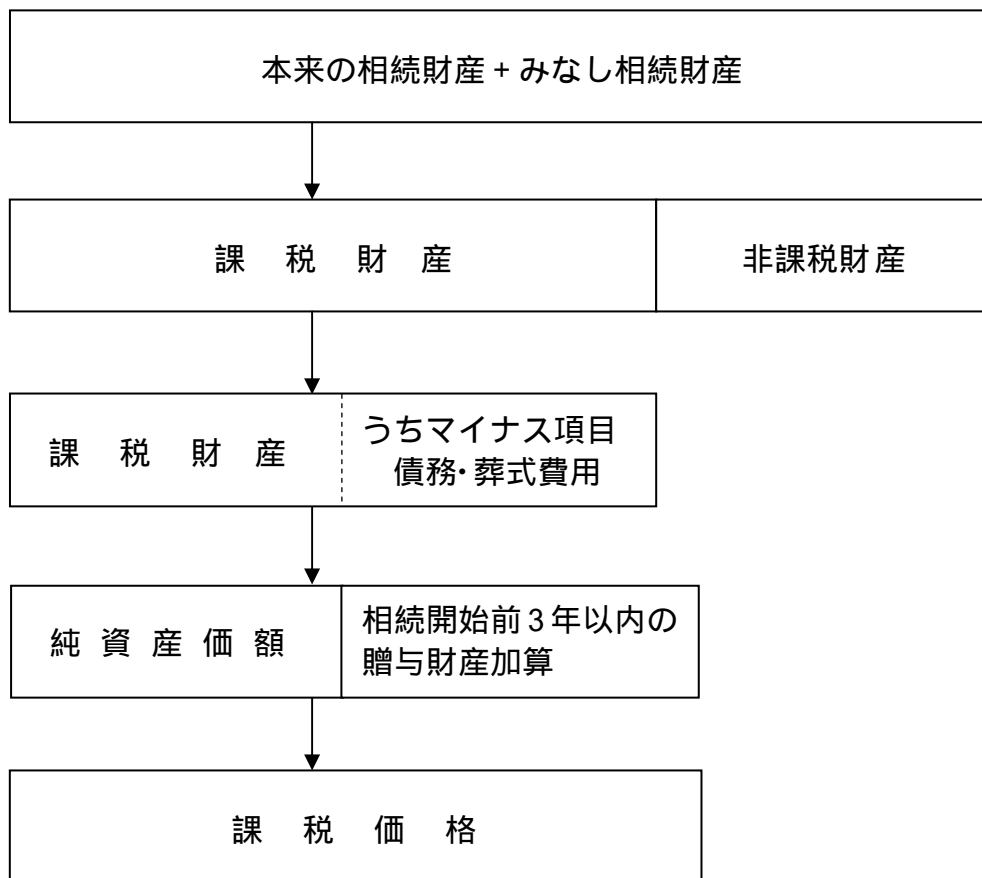 本来の相続財産+みなし相続財産
課税財産
非課税財産
課税財産
うちマイナス項目
債務・葬式費用
純資産価額
相続開始前3年以内の
贈与財産加算
課税価格